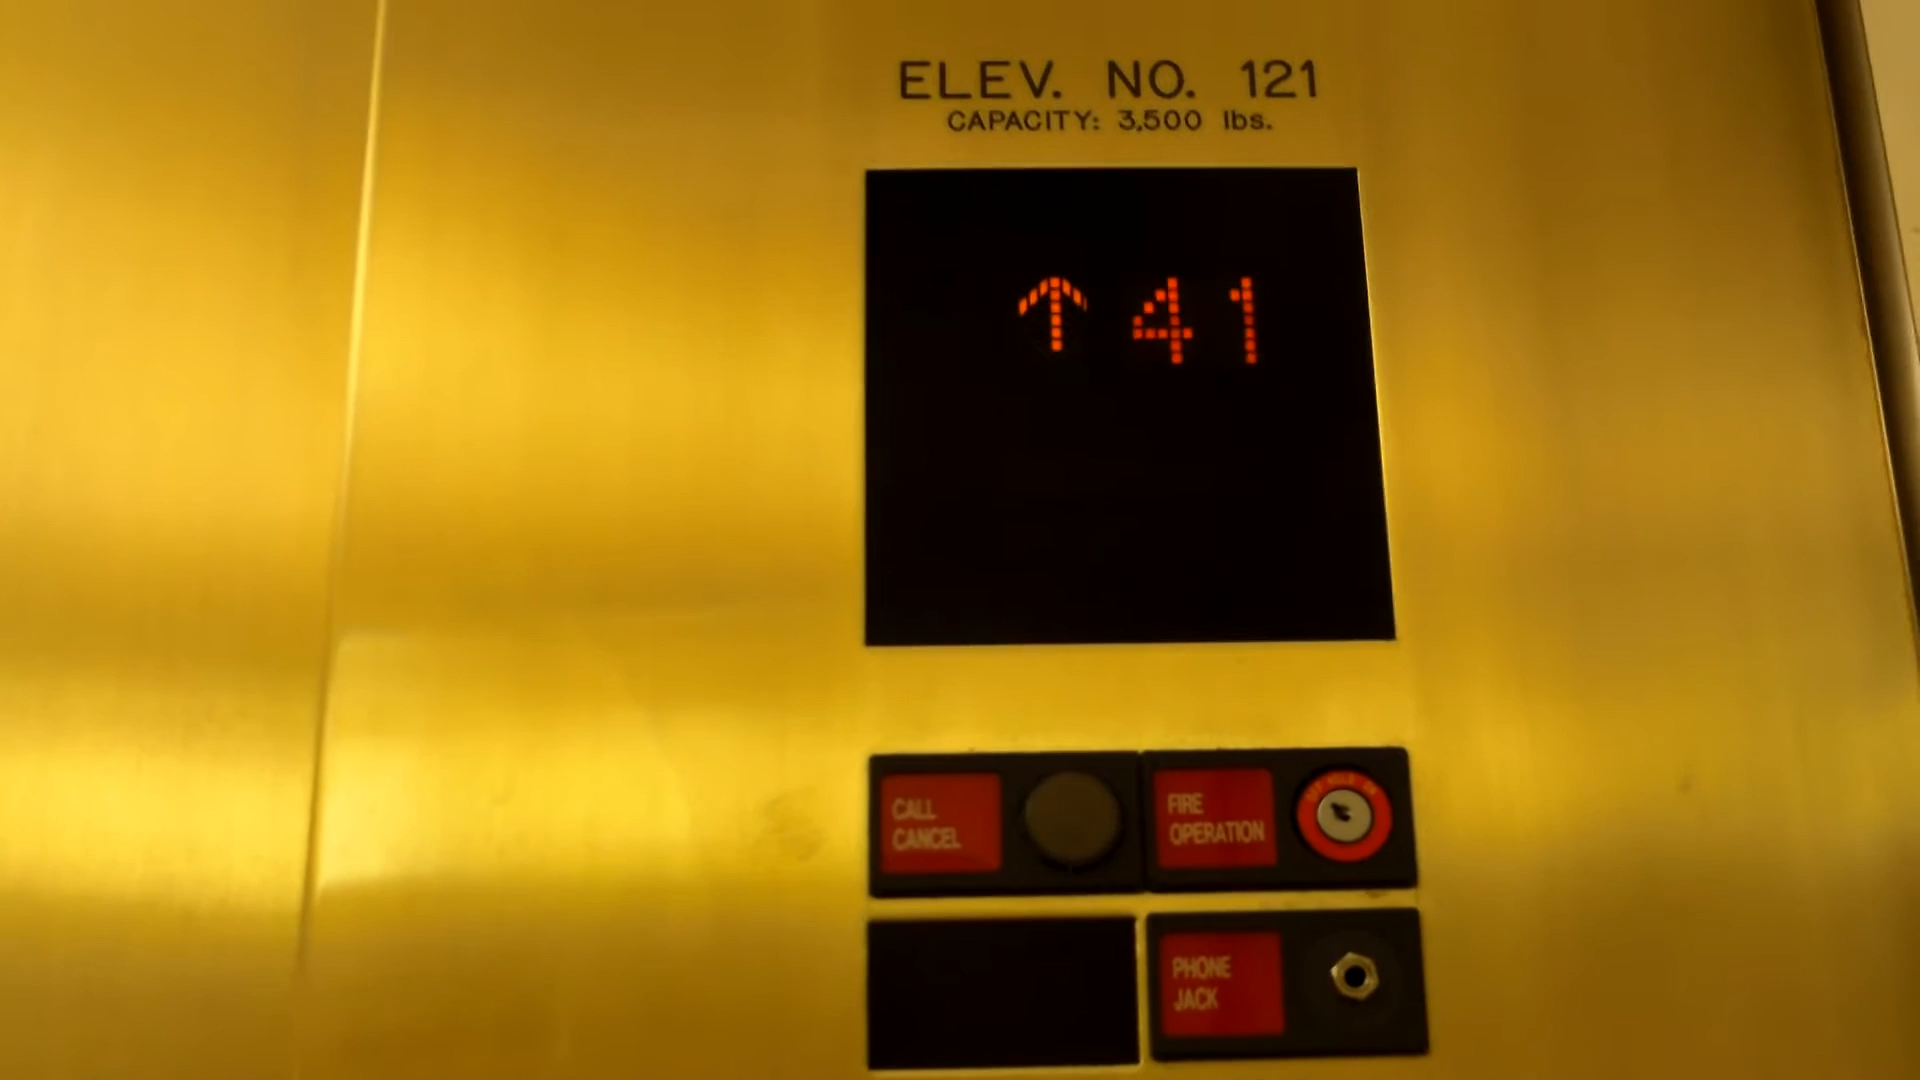 ELEV. NO. 121
CAPACITY: 3,500 lbs.
↑ 41
CALL
CANCEL
FIRE
OPERATION
PHONE
JACK